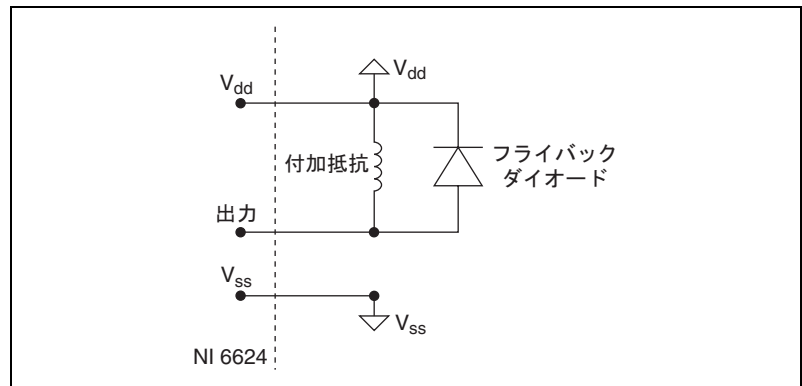 Vdd
Vdd
付加抵抗
フライバック
ダイオード
出力
Vss
Vss
NI 6624